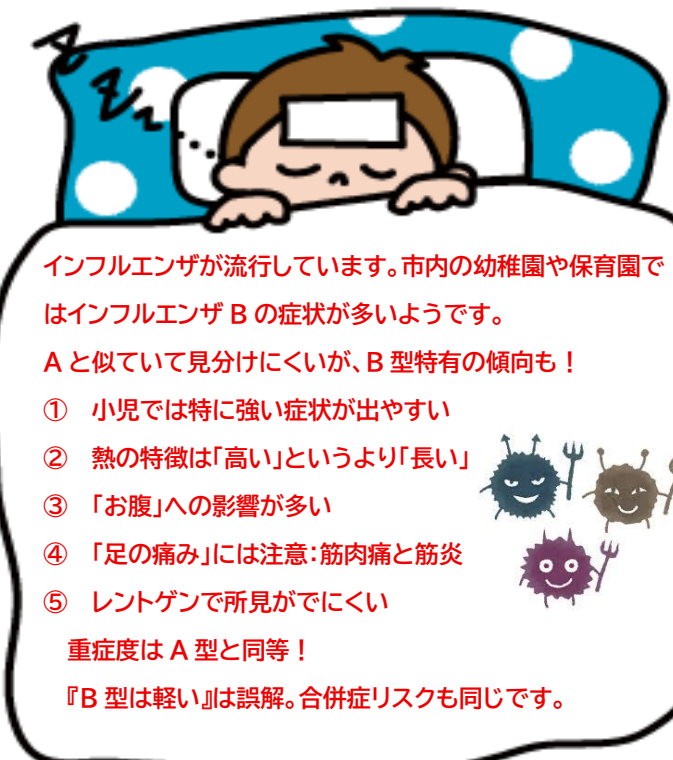 ZZz...
インフルエンザが流行しています。市内の幼稚園や保育園で
はインフルエンザ B の症状が多いようです。
A と似ていて見分けにくいが、B 型特有の傾向も！
① 小児では特に強い症状が出やすい
② 熱の特徴は「高い」というより「長い」
③ 「お腹」への影響が多い
④ 「足の痛み」には注意：筋肉痛と筋炎
⑤ レントゲンで所見がでにくい
重症度は A 型と同等！
『B 型は軽い』は誤解。合併症リスクも同じです。